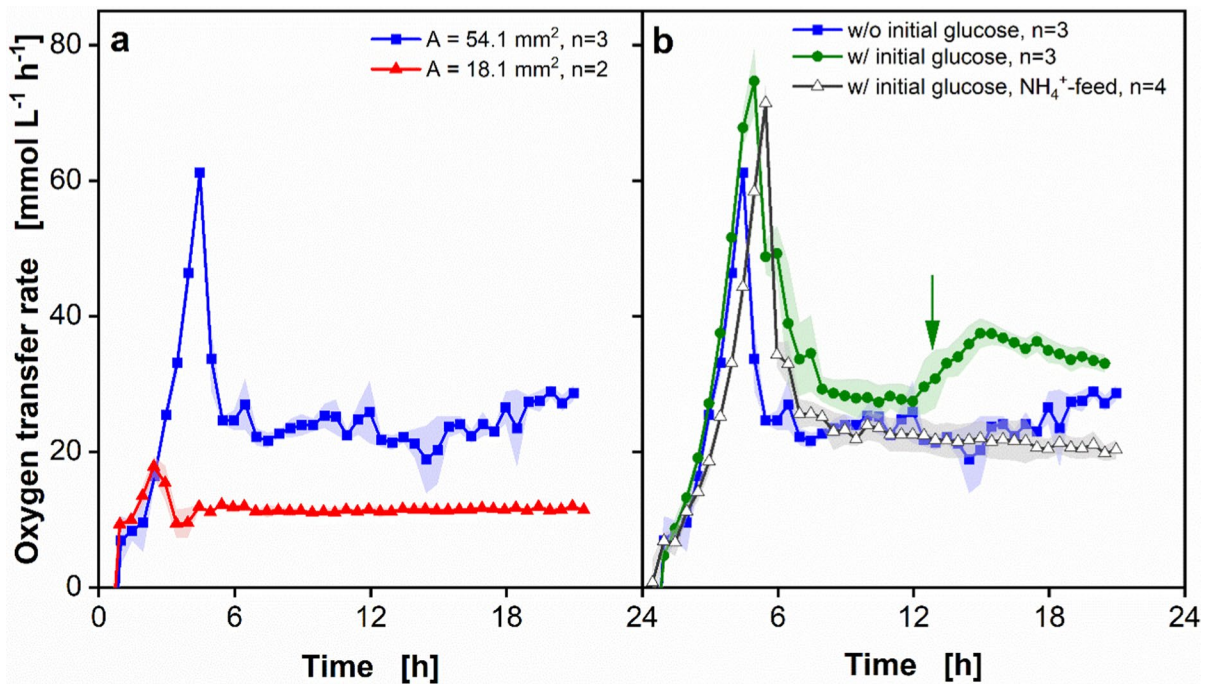 a
A = 54.1 mm², n=3
A = 18.1 mm², n=2
b
w/o initial glucose, n=3
w/ initial glucose, n=3
w/ initial glucose, NH₄⁺-feed, n=4
Oxygen transfer rate [mmol L⁻¹ h⁻¹]
80
60
40
20
0
0 6 12 18 24 6 12 18 24
Time [h] Time [h]